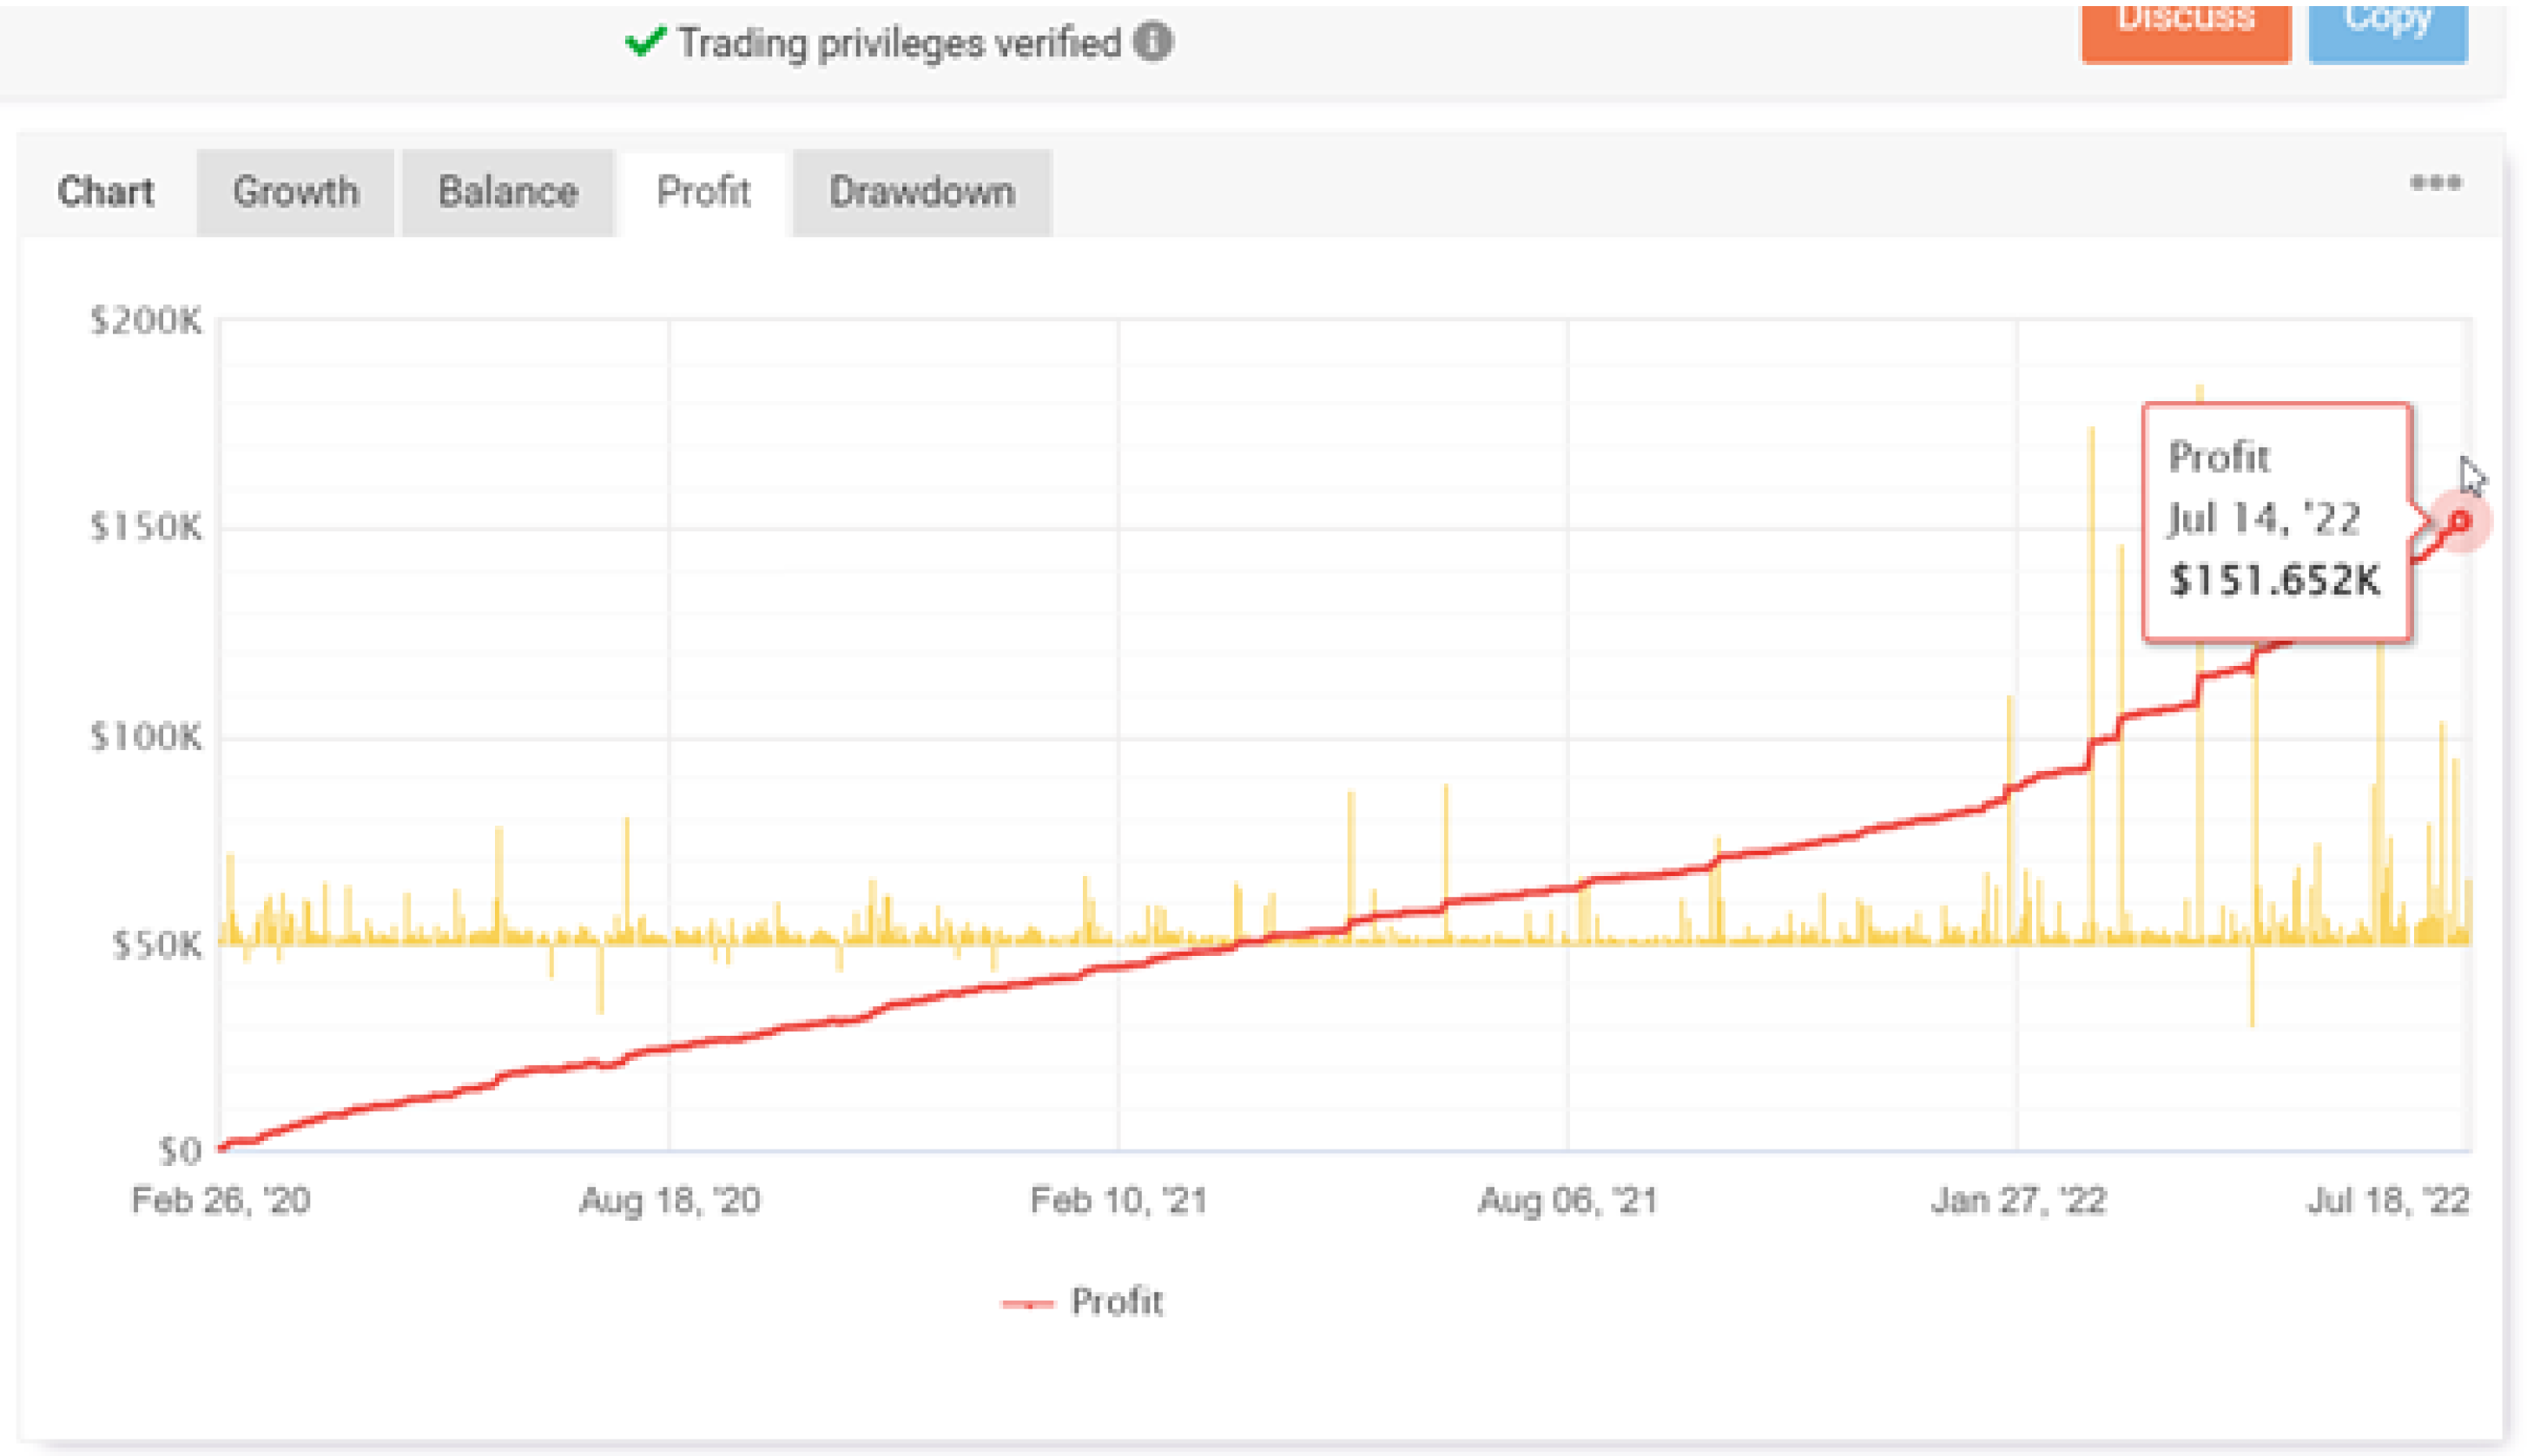 Trading privileges verified
Discuss
Copy
Chart
Growth
Balance
Profit
Drawdown
$200K
$150K
$100K
$50K
$0
Profit
Jul 14, '22
$151.652K
Feb 26, '20
Aug 18, '20
Feb 10, '21
Aug 06, '21
Jan 27, '22
Jul 18, '22
Profit